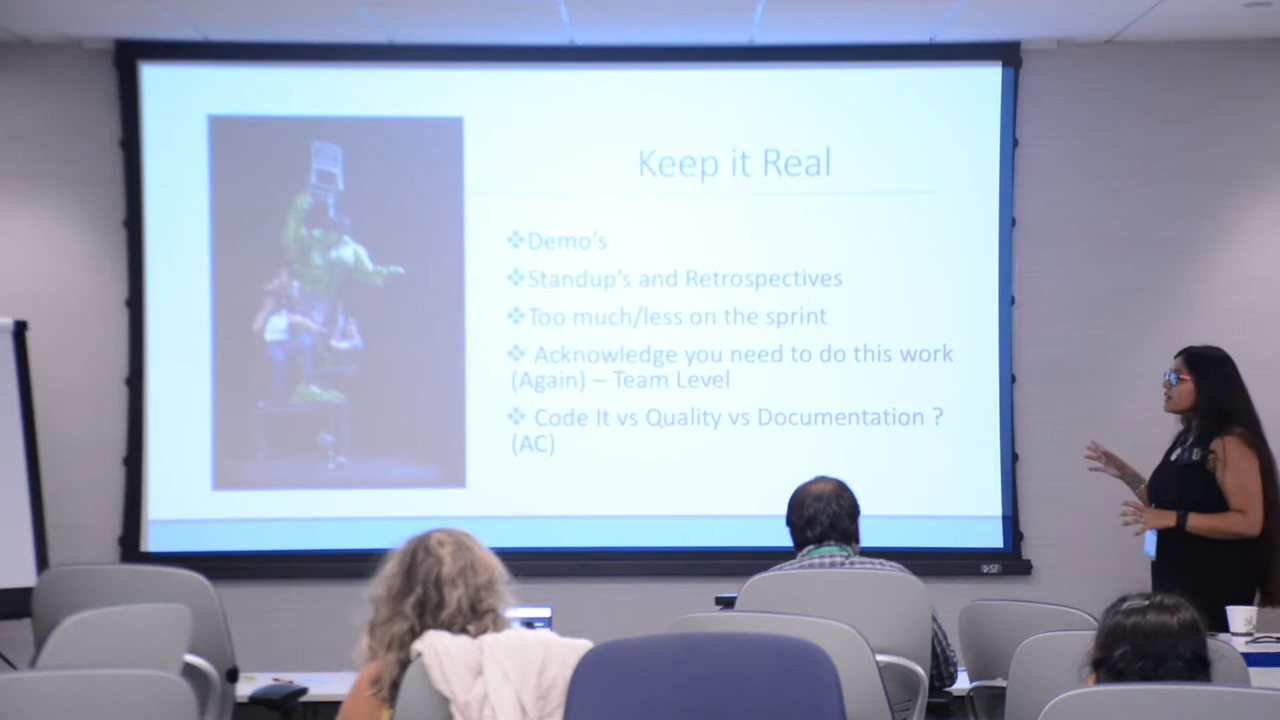 Keep it Real
❖Demo's
❖Standup's and Retrospectives
❖Too much/less on the sprint
❖ Acknowledge you need to do this work
(Again) – Team Level
❖ Code It vs Quality vs Documentation ?
(AC)